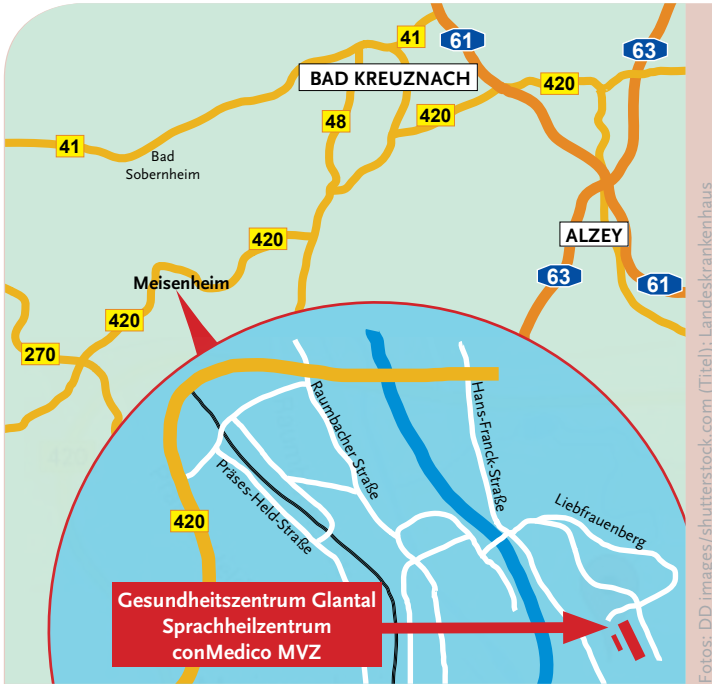 41
61
63
BAD KREUZNACH
420
48
420
41
Bad
Sobernheim
ALZEY
420
Meisenheim
63
61
420
270
Raumbacher Straße
Hans-Franck-Straße
Präses-Held-Straße
Liebfrauenberg
420
Gesundheitszentrum Glantal
Sprachheilzentrum
conMedico MVZ
Fotos: DD images/shutterstock.com (Titel); Landeskrankenhaus